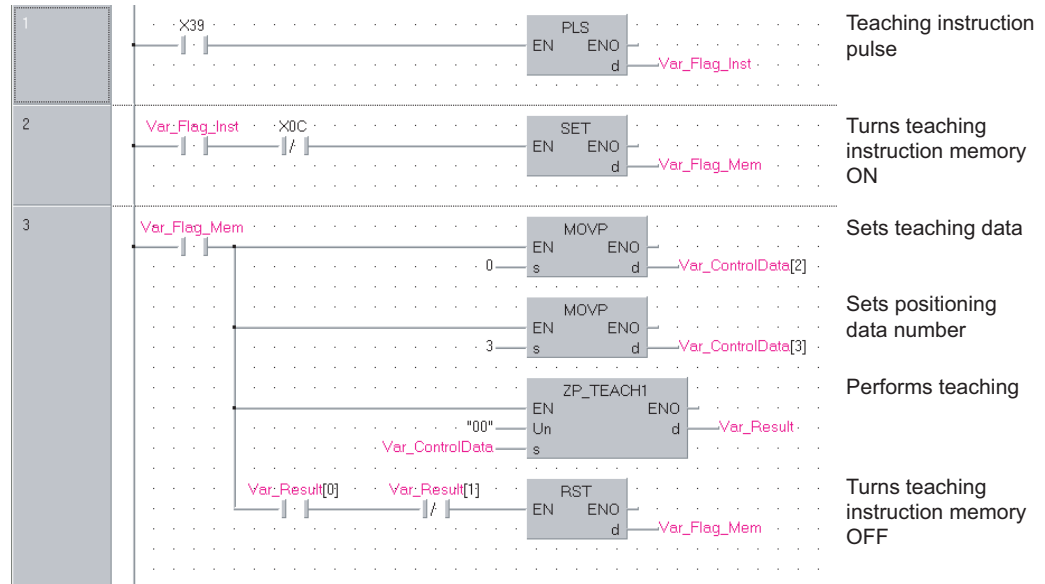 1
X39
PLS
EN ENO
d
Var_Flag_Inst
Teaching instruction
pulse
2
Var_Flag_Inst
X0C
SET
EN ENO
d
Var_Flag_Mem
Turns teaching
instruction memory
ON
3
Var_Flag_Mem
MOVP
EN ENO
0
s d
Var_ControlData[2]
Sets teaching data
MOVP
EN ENO
3
s d
Var_ControlData[3]
Sets positioning
data number
ZP_TEACH1
EN ENO
"00"
Un d
Var_Result
Var_ControlData
s
Performs teaching
Var_Result[0]
Var_Result[1]
RST
EN ENO
d
Var_Flag_Mem
Turns teaching
instruction memory
OFF